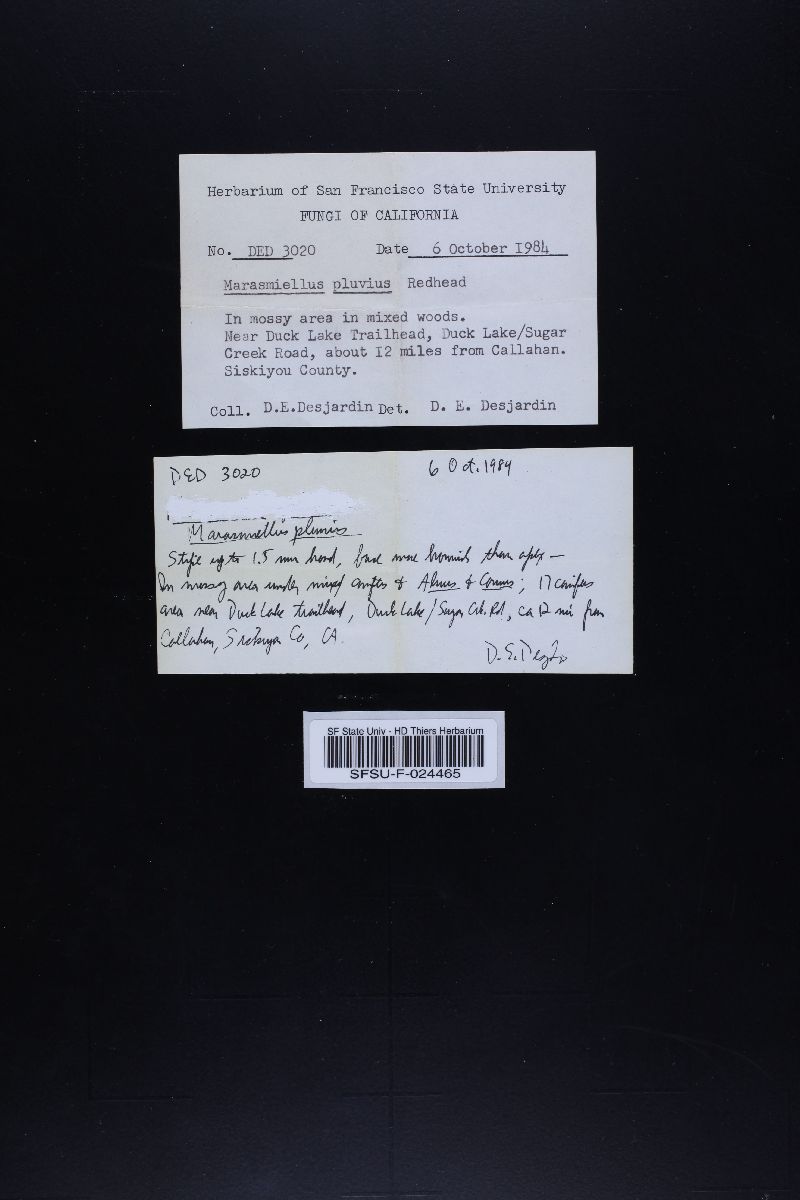 Herbarium of San Francisco State University
FUNGI OF CALIFORNIA
No. DED 3020 Date 6 October 1984
Marasmiellus pluvius Redhead
In mossy area in mixed woods.
Near Duck Lake Trailhead, Duck Lake/Sugar
Creek Road, about 12 miles from Callahan.
Siskiyou County.
Coll. D.E.Desjardin Det. D. E. Desjardin
DED 3020 6 Oct. 1984
Marasmiellus pluvius
Stipe up to 1.5 mm broad, base more brownish than apex —
In mossy area under mixed conifers & Alnus & Cornus; 17 conifers
area near Duck Lake trailhead, Duck Lake/Sugar Crk. Rd., ca 12 mi from
Callahan, Siskiyou Co, CA.
SF State Univ - HD Thiers Herbarium
SFSU-F-024465